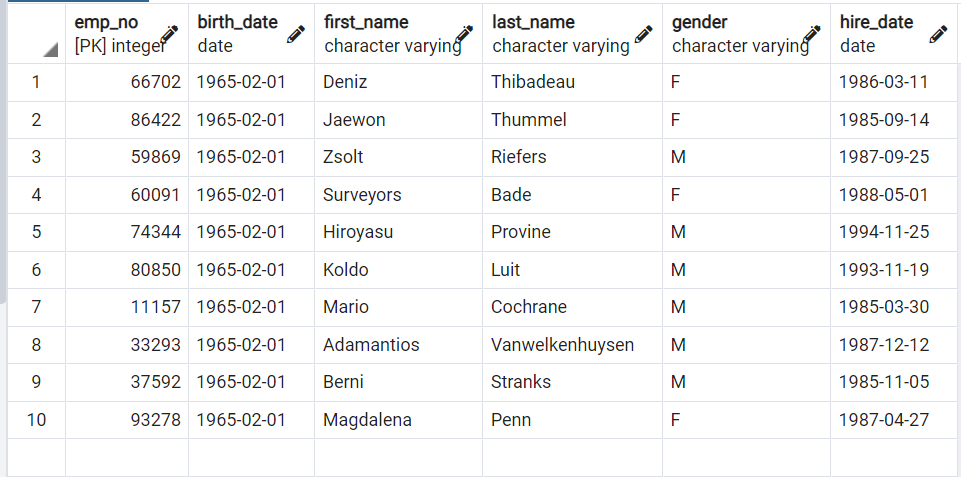 emp_no birth_date first_name last_name gender hire_date
[PK] integer date character varying character varying character varying date
1 66702 1965-02-01 Deniz Thibadeau F 1986-03-11
2 86422 1965-02-01 Jaewon Thummel F 1985-09-14
3 59869 1965-02-01 Zsolt Riefers M 1987-09-25
4 60091 1965-02-01 Surveyors Bade F 1988-05-01
5 74344 1965-02-01 Hiroyasu Provine M 1994-11-25
6 80850 1965-02-01 Koldo Luit M 1993-11-19
7 11157 1965-02-01 Mario Cochrane M 1985-03-30
8 33293 1965-02-01 Adamantios Vanwelkenhuysen M 1987-12-12
9 37592 1965-02-01 Berni Stranks M 1985-11-05
10 93278 1965-02-01 Magdalena Penn F 1987-04-27